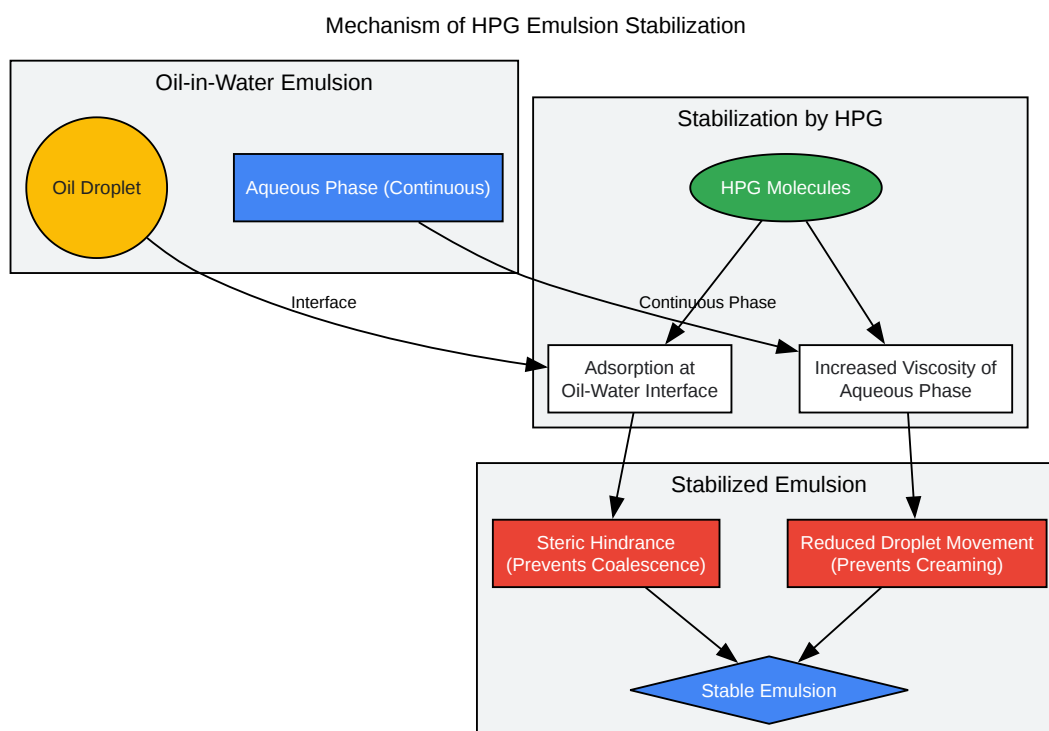 Mechanism of HPG Emulsion Stabilization
Oil-in-Water Emulsion
Oil Droplet
Aqueous Phase (Continuous)
Stabilization by HPG
HPG Molecules
Interface
Continuous Phase
Adsorption at
Oil-Water Interface
Increased Viscosity of
Aqueous Phase
Stabilized Emulsion
Steric Hindrance
(Prevents Coalescence)
Reduced Droplet Movement
(Prevents Creaming)
Stable Emulsion